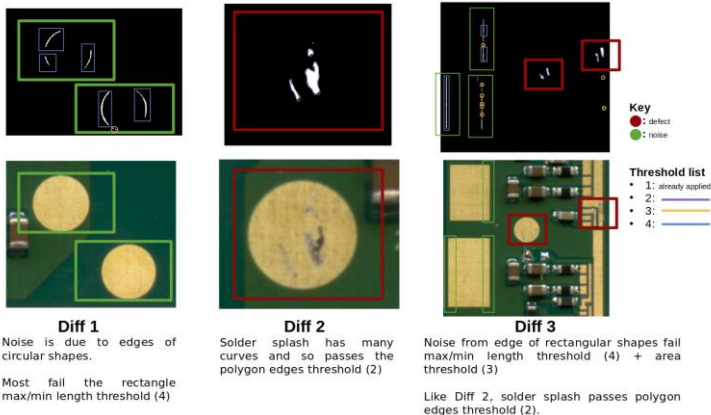 Key
: defect
: noise
Threshold list
• 1: already applied
• 2:
• 3:
• 4:
Diff 1
Noise is due to edges of
circular shapes.
Most fail the rectangle
max/min length threshold (4)
Diff 2
Solder splash has many
curves and so passes the
polygon edges threshold (2)
Diff 3
Noise from edge of rectangular shapes fail
max/min length threshold (4) + area
threshold (3)
Like Diff 2, solder splash passes polygon
edges threshold (2).